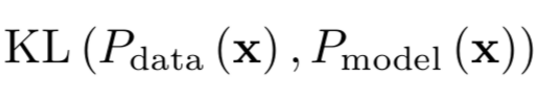 KL (P_data (𝐱) , P_model (𝐱))